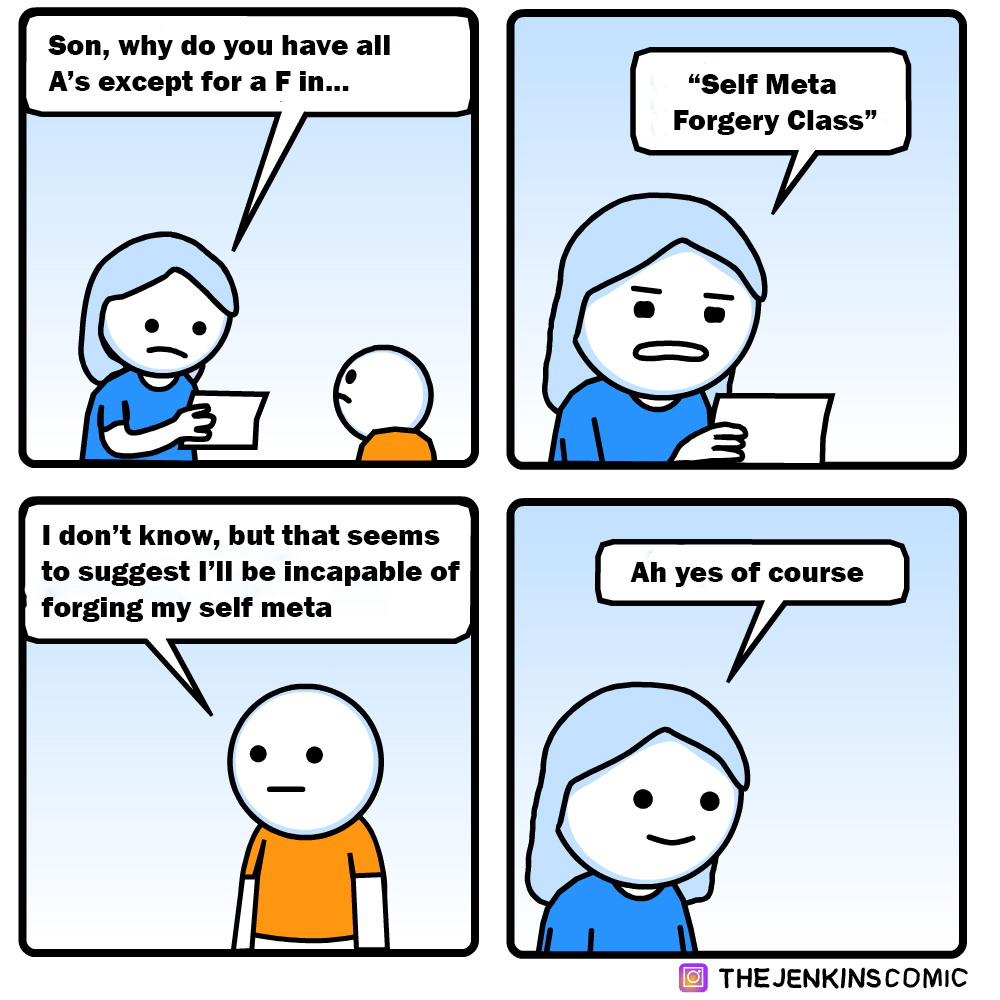 Son, why do you have all
A’s except for a F in...
“Self Meta
Forgery Class”
I don’t know, but that seems
to suggest I’ll be incapable of
forging my self meta
Ah yes of course
THEJENKINSCOMIC